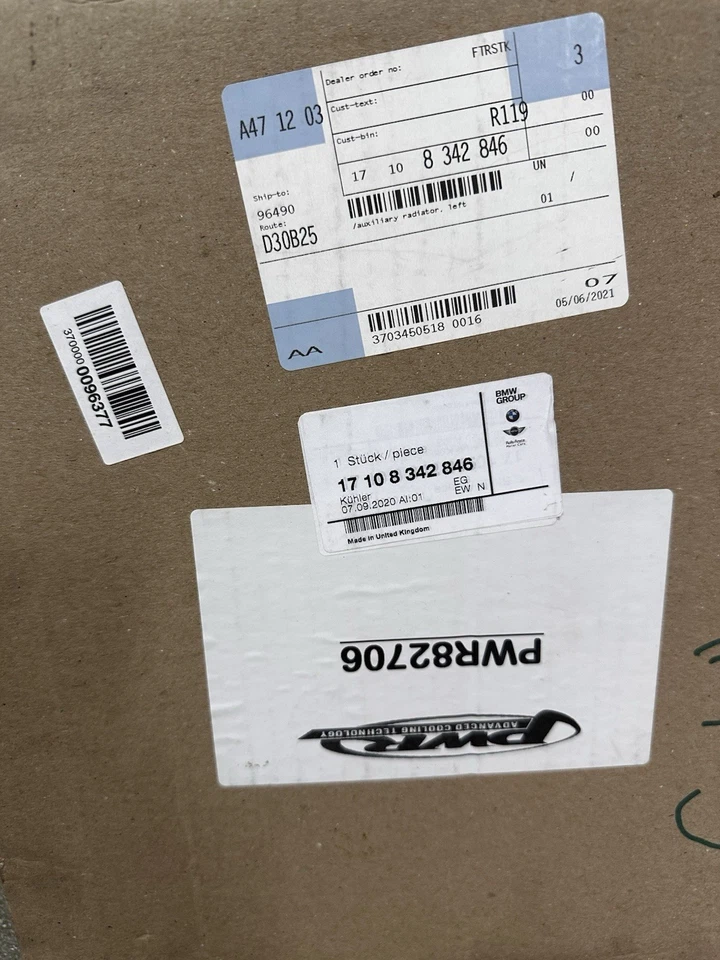 A47 12 03
Dealer order no:
FTRSTK
3
Cust-text:
00
Cust-bin:
R119
00
17 10 8 342 846
UN
/
/auxiliary radiator, left
01
Ship-to:
96490
Route:
D30B25
07
05/06/2021
3703450518 0016
AA
3700000096377
BMW
GROUP
1 Stück / piece
17 10 8 342 846
Kühler
EG
07.09.2020 AI:01
EW N
Made in United Kingdom
PWR82706
PWR
ADVANCED COOLING TECHNOLOGY